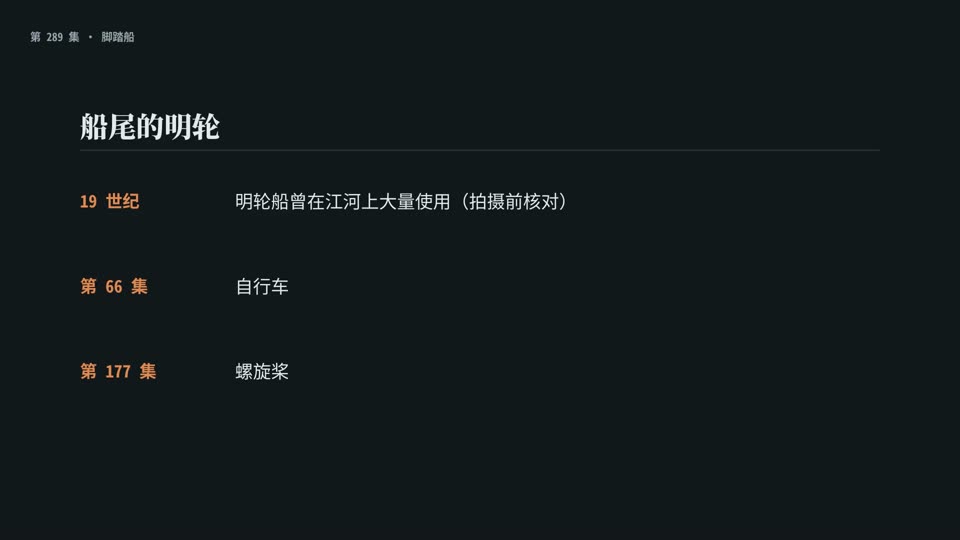 第 289 集 · 脚踏船
船尾的明轮
19 世纪 明轮船曾在江河上大量使用（拍摄前核对）
第 66 集 自行车
第 177 集 螺旋桨